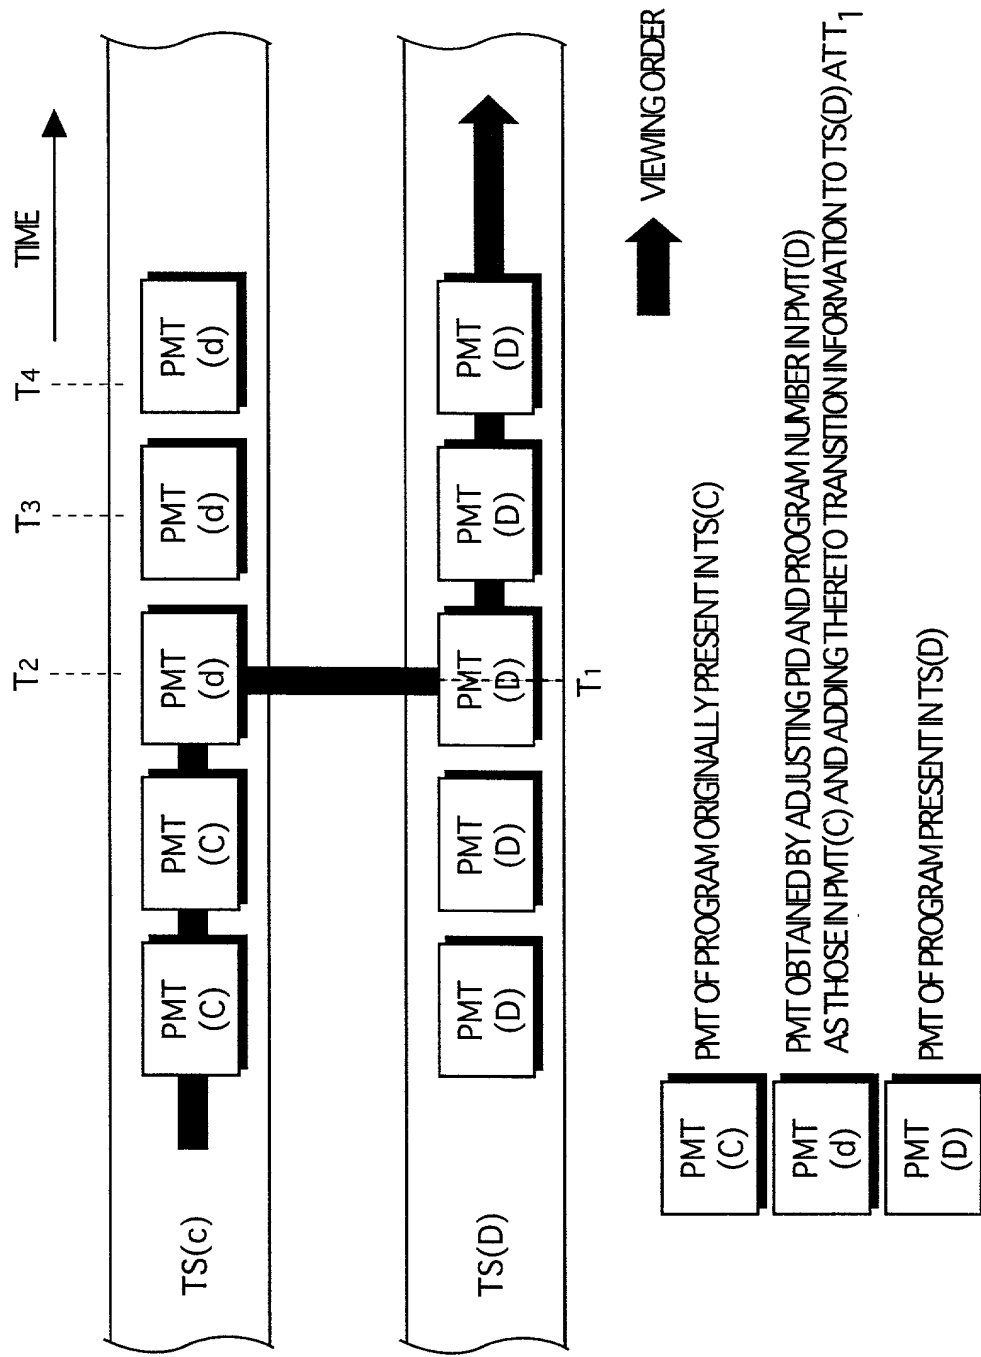 TIME
T2
T3
T4
TS(c)
PMT
(C)
PMT
(C)
PMT
(d)
PMT
(d)
PMT
(d)
TS(D)
PMT
(D)
PMT
(D)
PMT
(D)
PMT
(D)
PMT
(D)
T1
VIEWING ORDER
PMT
(C)
PMT OF PROGRAM ORIGINALLY PRESENT IN TS(C)
PMT
(d)
PMT OBTAINED BY ADJUSTING PID AND PROGRAM NUMBER IN PMT(D)
AS THOSE IN PMT(C) AND ADDING THERETO TRANSITION INFORMATION TO TS(D) AT T1
PMT
(D)
PMT OF PROGRAM PRESENT IN TS(D)